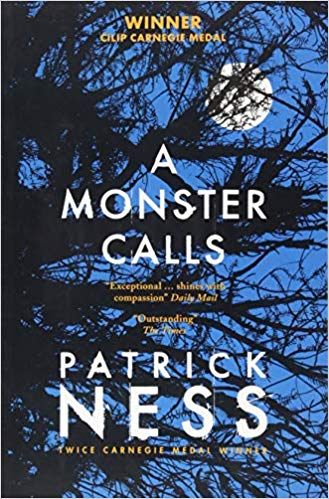 WINNER
CILIP CARNEGIE MEDAL
A
MONSTER
CALLS
"Exceptional ... shines with
compassion" Daily Mail
"Outstanding"
The Times
PATRICK
NESS
TWICE CARNEGIE MEDAL WINNER